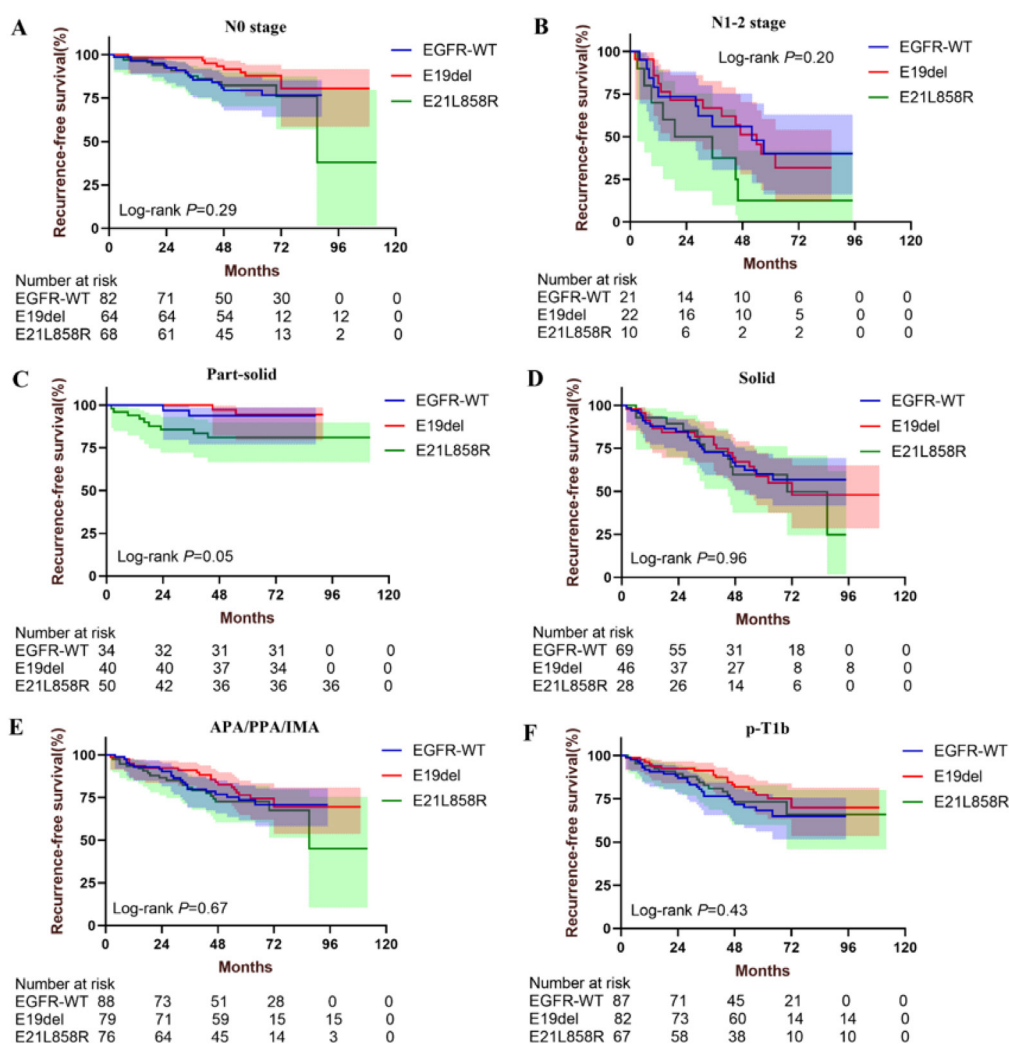 A
N0 stage
Recurrence-free survival(%)
100
75
50
25
0
EGFR-WT
E19del
E21L858R
Log-rank P=0.29
0 24 48 72 96 120
Months
Number at risk
EGFR-WT 82 71 50 30 0 0
E19del 64 64 54 12 12 0
E21L858R 68 61 45 13 2 0
B
N1-2 stage
Recurrence-free survival(%)
100
75
50
25
0
Log-rank P=0.20
EGFR-WT
E19del
E21L858R
0 24 48 72 96 120
Months
Number at risk
EGFR-WT 21 14 10 6 0 0
E19del 22 16 10 5 0 0
E21L858R 10 6 2 2 0 0
C
Part-solid
Recurrence-free survival(%)
100
75
50
25
0
EGFR-WT
E19del
E21L858R
Log-rank P=0.05
0 24 48 72 96 120
Months
Number at risk
EGFR-WT 34 32 31 31 0 0
E19del 40 40 37 34 0 0
E21L858R 50 42 36 36 36 0
D
Solid
Recurrence-free survival(%)
100
75
50
25
0
EGFR-WT
E19del
E21L858R
Log-rank P=0.96
0 24 48 72 96 120
Months
Number at risk
EGFR-WT 69 55 31 18 0 0
E19del 46 37 27 8 8 0
E21L858R 28 26 14 6 0 0
E
APA/PPA/IMA
Recurrence-free survival(%)
100
75
50
25
0
EGFR-WT
E19del
E21L858R
Log-rank P=0.67
0 24 48 72 96 120
Months
Number at risk
EGFR-WT 88 73 51 28 0 0
E19del 79 71 59 15 15 0
E21L858R 76 64 45 14 3 0
F
p-T1b
Recurrence-free survival(%)
100
75
50
25
0
EGFR-WT
E19del
E21L858R
Log-rank P=0.43
0 24 48 72 96 120
Months
Number at risk
EGFR-WT 87 71 45 21 0 0
E19del 82 73 60 14 14 0
E21L858R 67 58 38 10 10 0